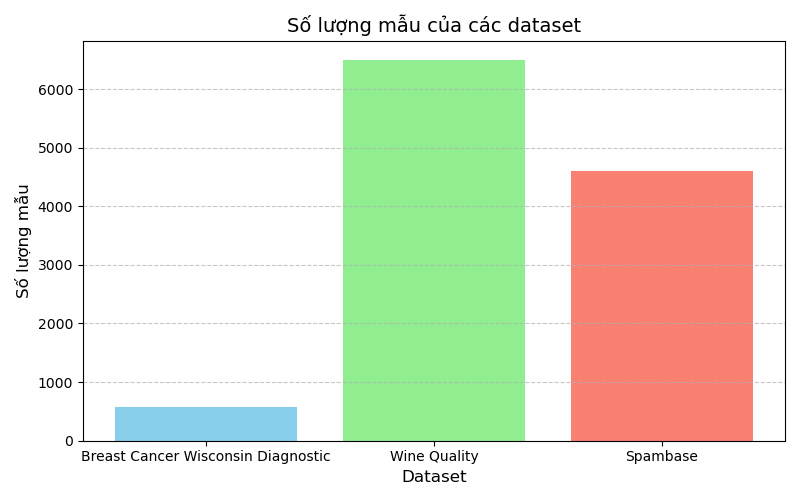 Số lượng mẫu của các dataset
Số lượng mẫu
6000
5000
4000
3000
2000
1000
0
Breast Cancer Wisconsin Diagnostic
Wine Quality
Spambase
Dataset